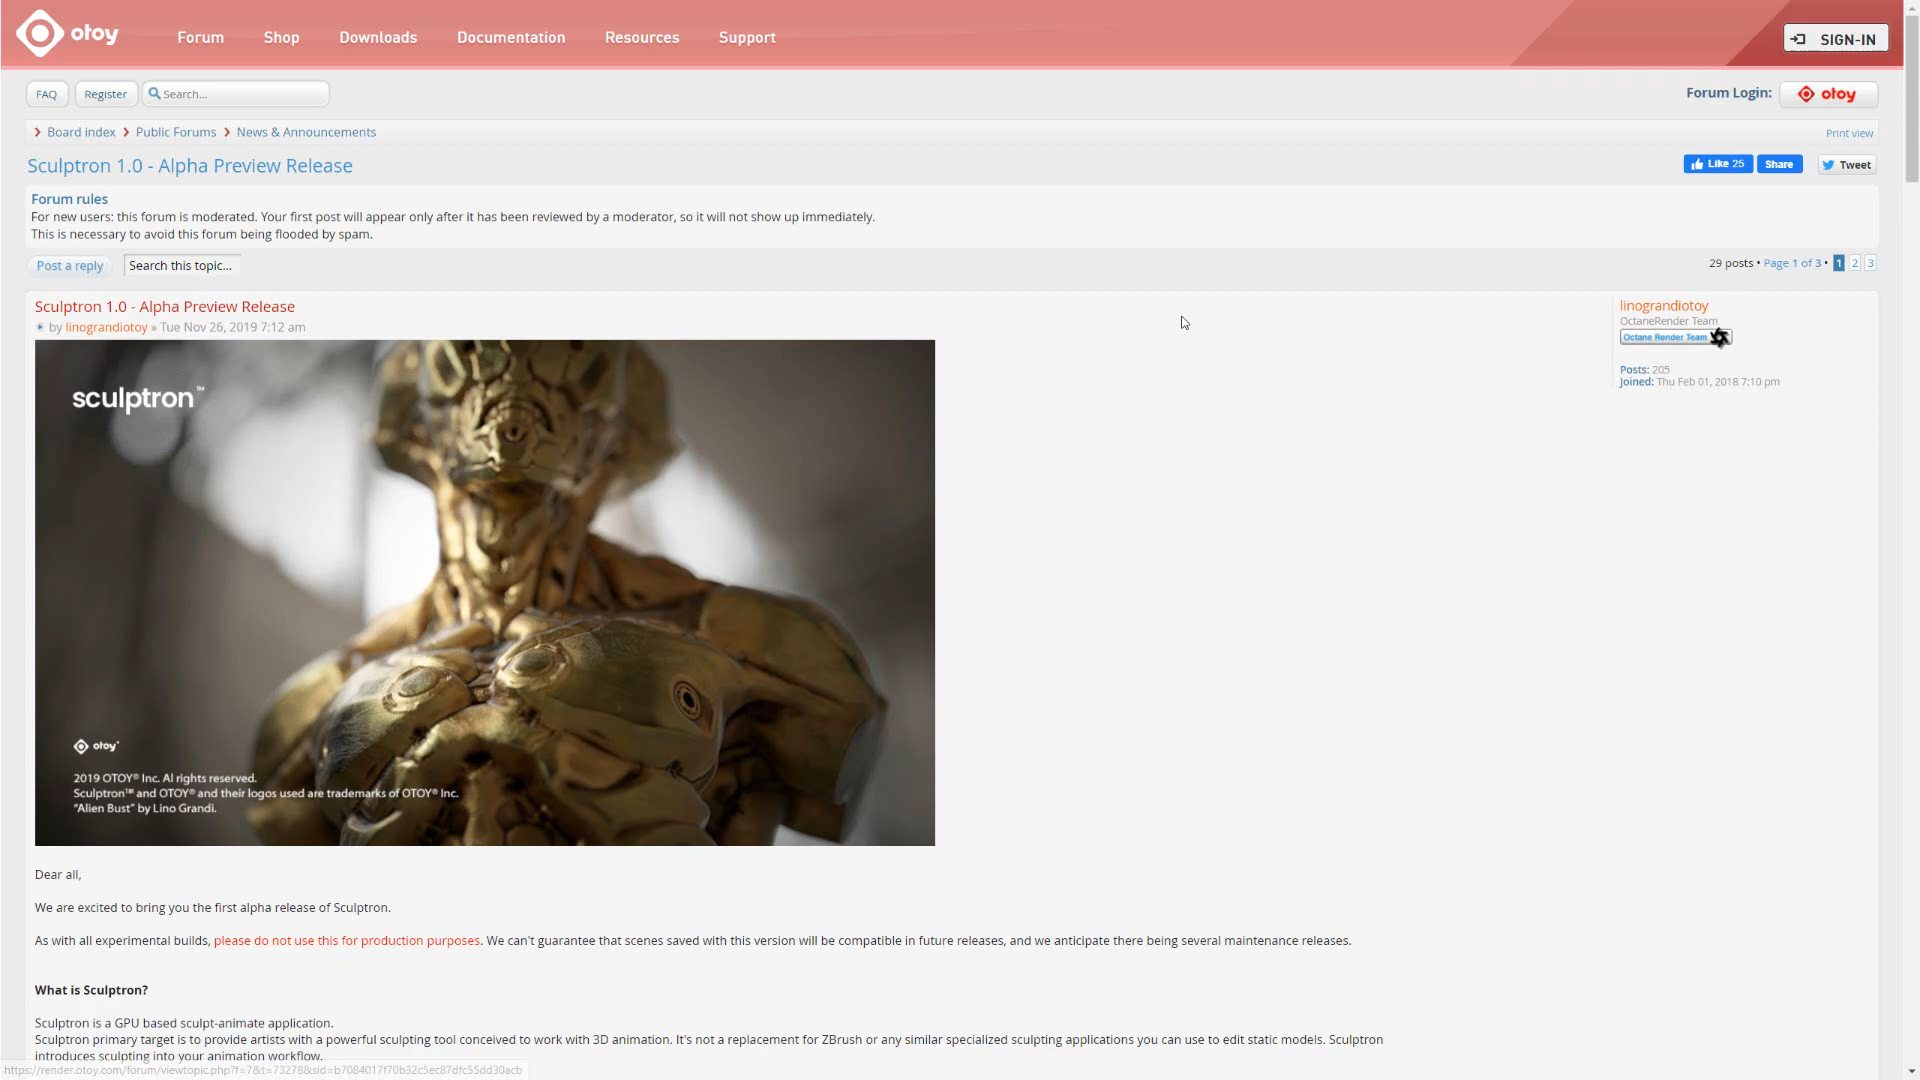 otoy
Forum Shop Downloads Documentation Resources Support
SIGN-IN
FAQ Register Search...
Forum Login: otoy
Board index Public Forums News & Announcements
Print view
Sculptron 1.0 - Alpha Preview Release
Like 25 Share Tweet
Forum rules
For new users: this forum is moderated. Your first post will appear only after it has been reviewed by a moderator, so it will not show up immediately.
This is necessary to avoid this forum being flooded by spam.
Post a reply Search this topic...
29 posts • Page 1 of 3 • 1 2 3
Sculptron 1.0 - Alpha Preview Release
by linograndiotoy » Tue Nov 26, 2019 7:12 am
linograndiotoy
OctaneRender Team
Octane Render Team
Posts: 205
Joined: Thu Feb 01, 2018 7:10 pm
sculptron™
otoy
2019 OTOY® Inc. Al rights reserved.
Sculptron™ and OTOY® and their logos used are trademarks of OTOY® Inc.
"Alien Bust" by Lino Grandi.
Dear all,
We are excited to bring you the first alpha release of Sculptron.
As with all experimental builds, please do not use this for production purposes. We can't guarantee that scenes saved with this version will be compatible in future releases, and we anticipate there being several maintenance releases.
What is Sculptron?
Sculptron is a GPU based sculpt-animate application.
Sculptron primary target is to provide artists with a powerful sculpting tool conceived to work with 3D animation. It's not a replacement for ZBrush or any similar specialized sculpting applications you can use to edit static models. Sculptron
introduces sculpting into your animation workflow.
https://render.otoy.com/forum/viewtopic.php?f=7&t=73278&sid=b7084017f70b32c5ec87dfc55dd30acb